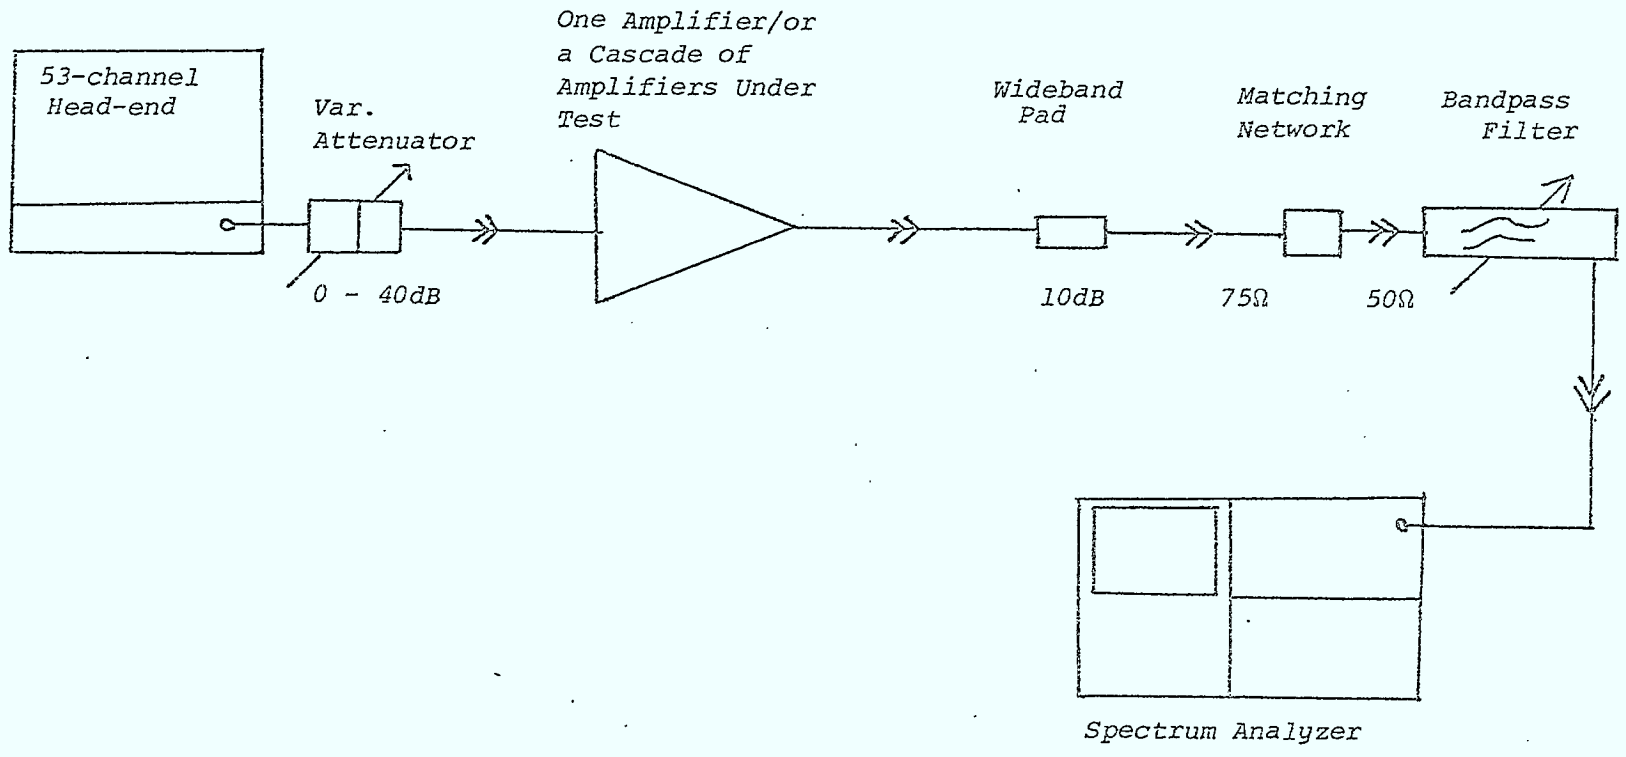 53-channel
Head-end
Var.
Attenuator
0 - 40dB
One Amplifier/or
a Cascade of
Amplifiers Under
Test
Wideband
Pad
10dB
Matching
Network
75Ω
50Ω
Bandpass
Filter
Spectrum Analyzer